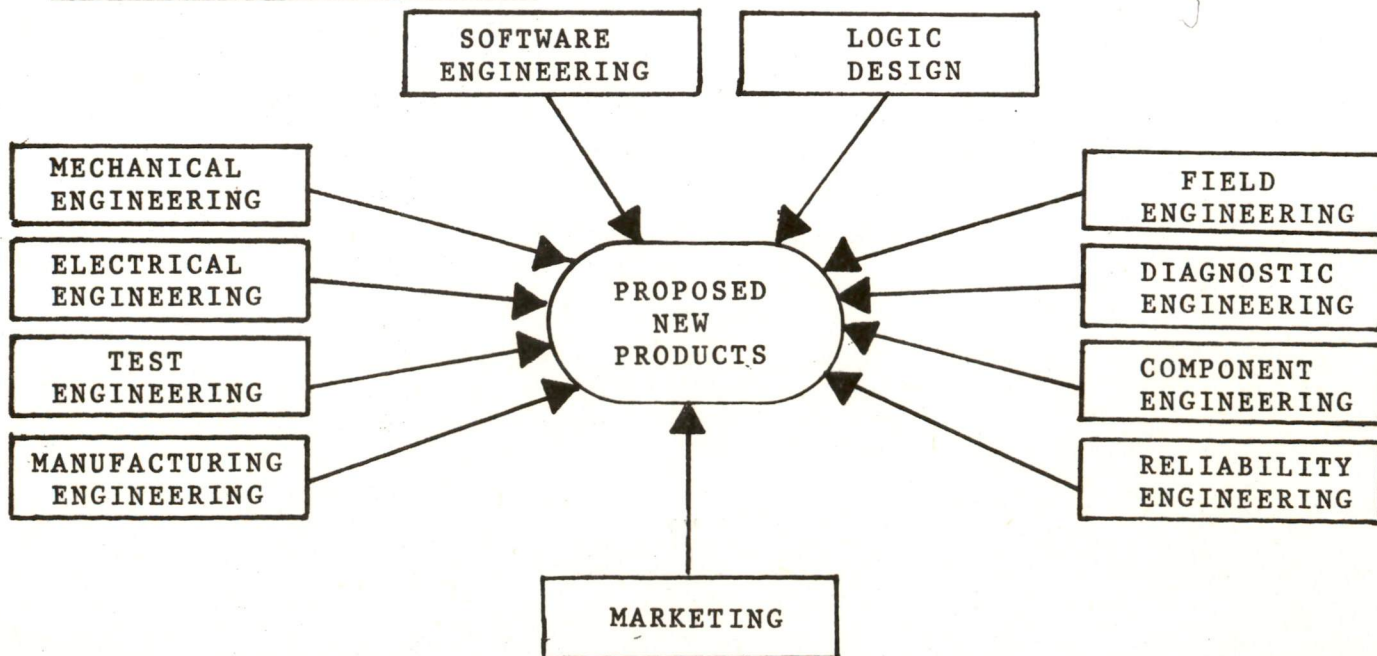 SOFTWARE
ENGINEERING
LOGIC
DESIGN
MECHANICAL
ENGINEERING
ELECTRICAL
ENGINEERING
TEST
ENGINEERING
MANUFACTURING
ENGINEERING
PROPOSED
NEW
PRODUCTS
FIELD
ENGINEERING
DIAGNOSTIC
ENGINEERING
COMPONENT
ENGINEERING
RELIABILITY
ENGINEERING
MARKETING